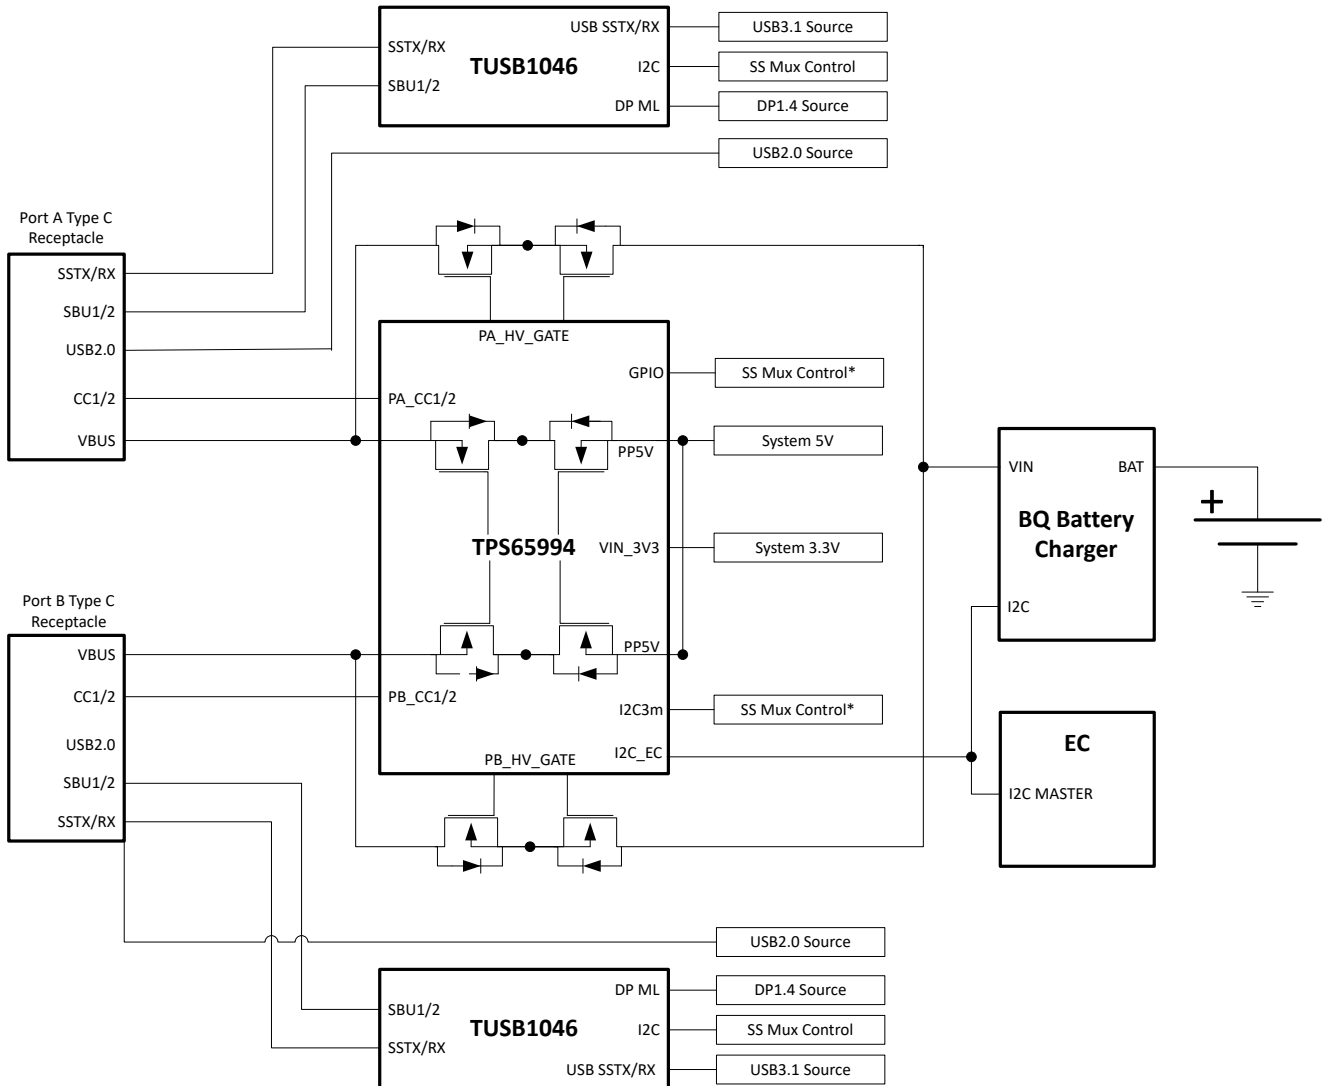 USB SSTX/RX
USB3.1 Source
SSTX/RX
TUSB1046
I2C
SS Mux Control
SBU1/2
DP ML
DP1.4 Source
USB2.0 Source
Port A Type C
Receptacle
SSTX/RX
SBU1/2
USB2.0
CC1/2
VBUS
PA_HV_GATE
GPIO
SS Mux Control*
PA_CC1/2
PP5V
System 5V
TPS65994
VIN_3V3
System 3.3V
VIN
BAT
+
BQ Battery
Charger
I2C
Port B Type C
Receptacle
VBUS
CC1/2
USB2.0
SBU1/2
SSTX/RX
PP5V
PB_CC1/2
I2C3m
SS Mux Control*
I2C_EC
PB_HV_GATE
EC
I2C MASTER
USB2.0 Source
DP ML
DP1.4 Source
SBU1/2
TUSB1046
I2C
SS Mux Control
SSTX/RX
USB SSTX/RX
USB3.1 Source